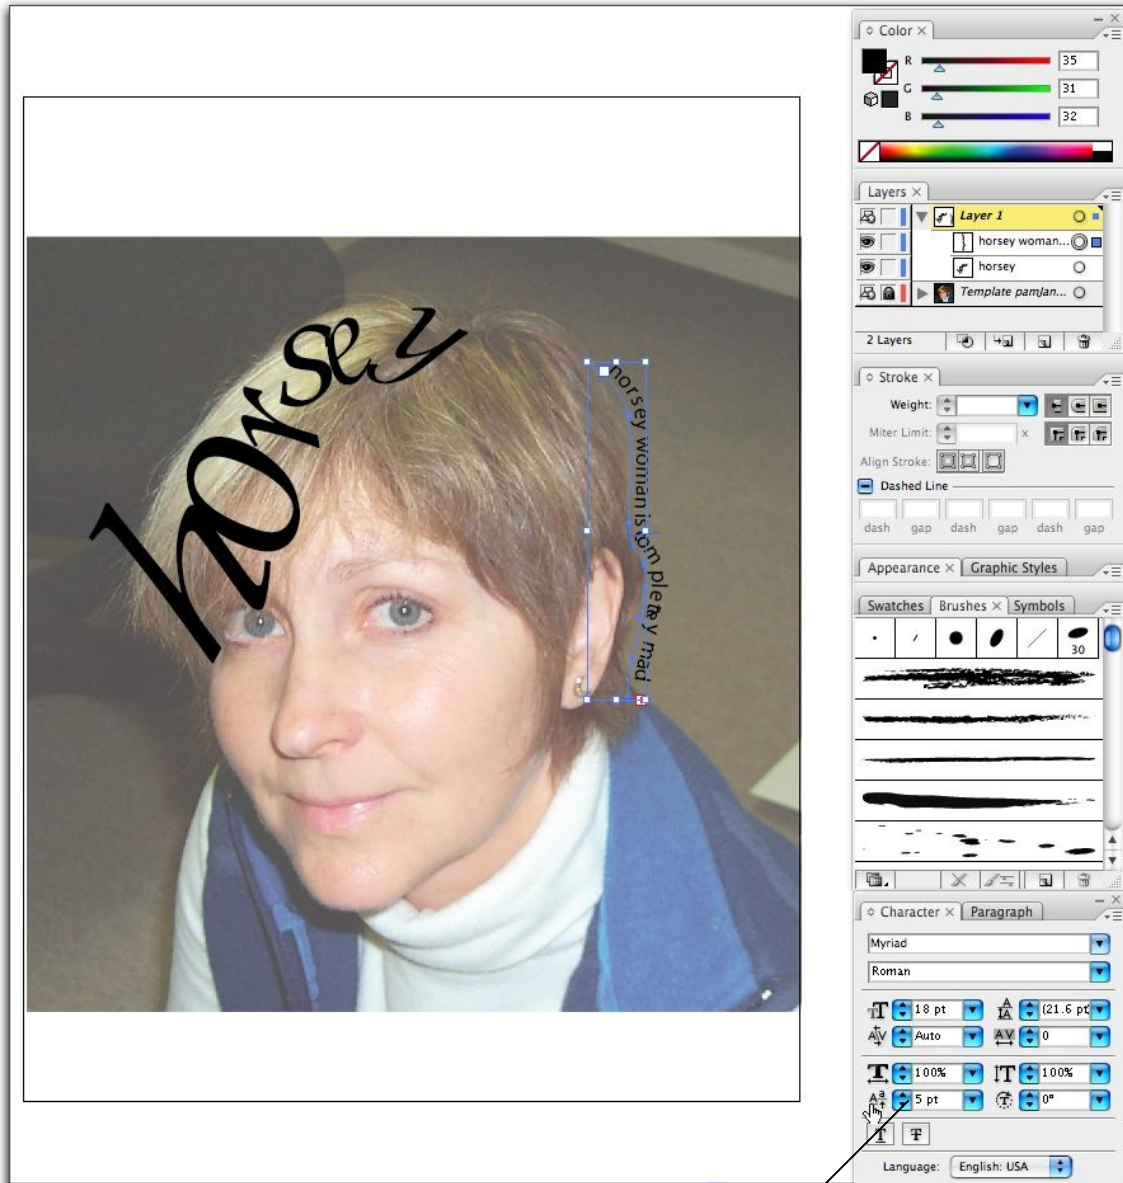 Color
R 35
G 31
B 32
Layers
Layer 1
horsey woman...
horsey
Template pamJan...
2 Layers
Stroke
Weight:
Miter Limit: x
Align Stroke:
Dashed Line
dash gap dash gap dash gap
Appearance Graphic Styles
Swatches Brushes Symbols
30
Character Paragraph
Myriad
Roman
18 pt (21.6 pt
Auto 0
100% 100%
5 pt 0°
Language: English: USA
horsey
horsey woman is completely mad